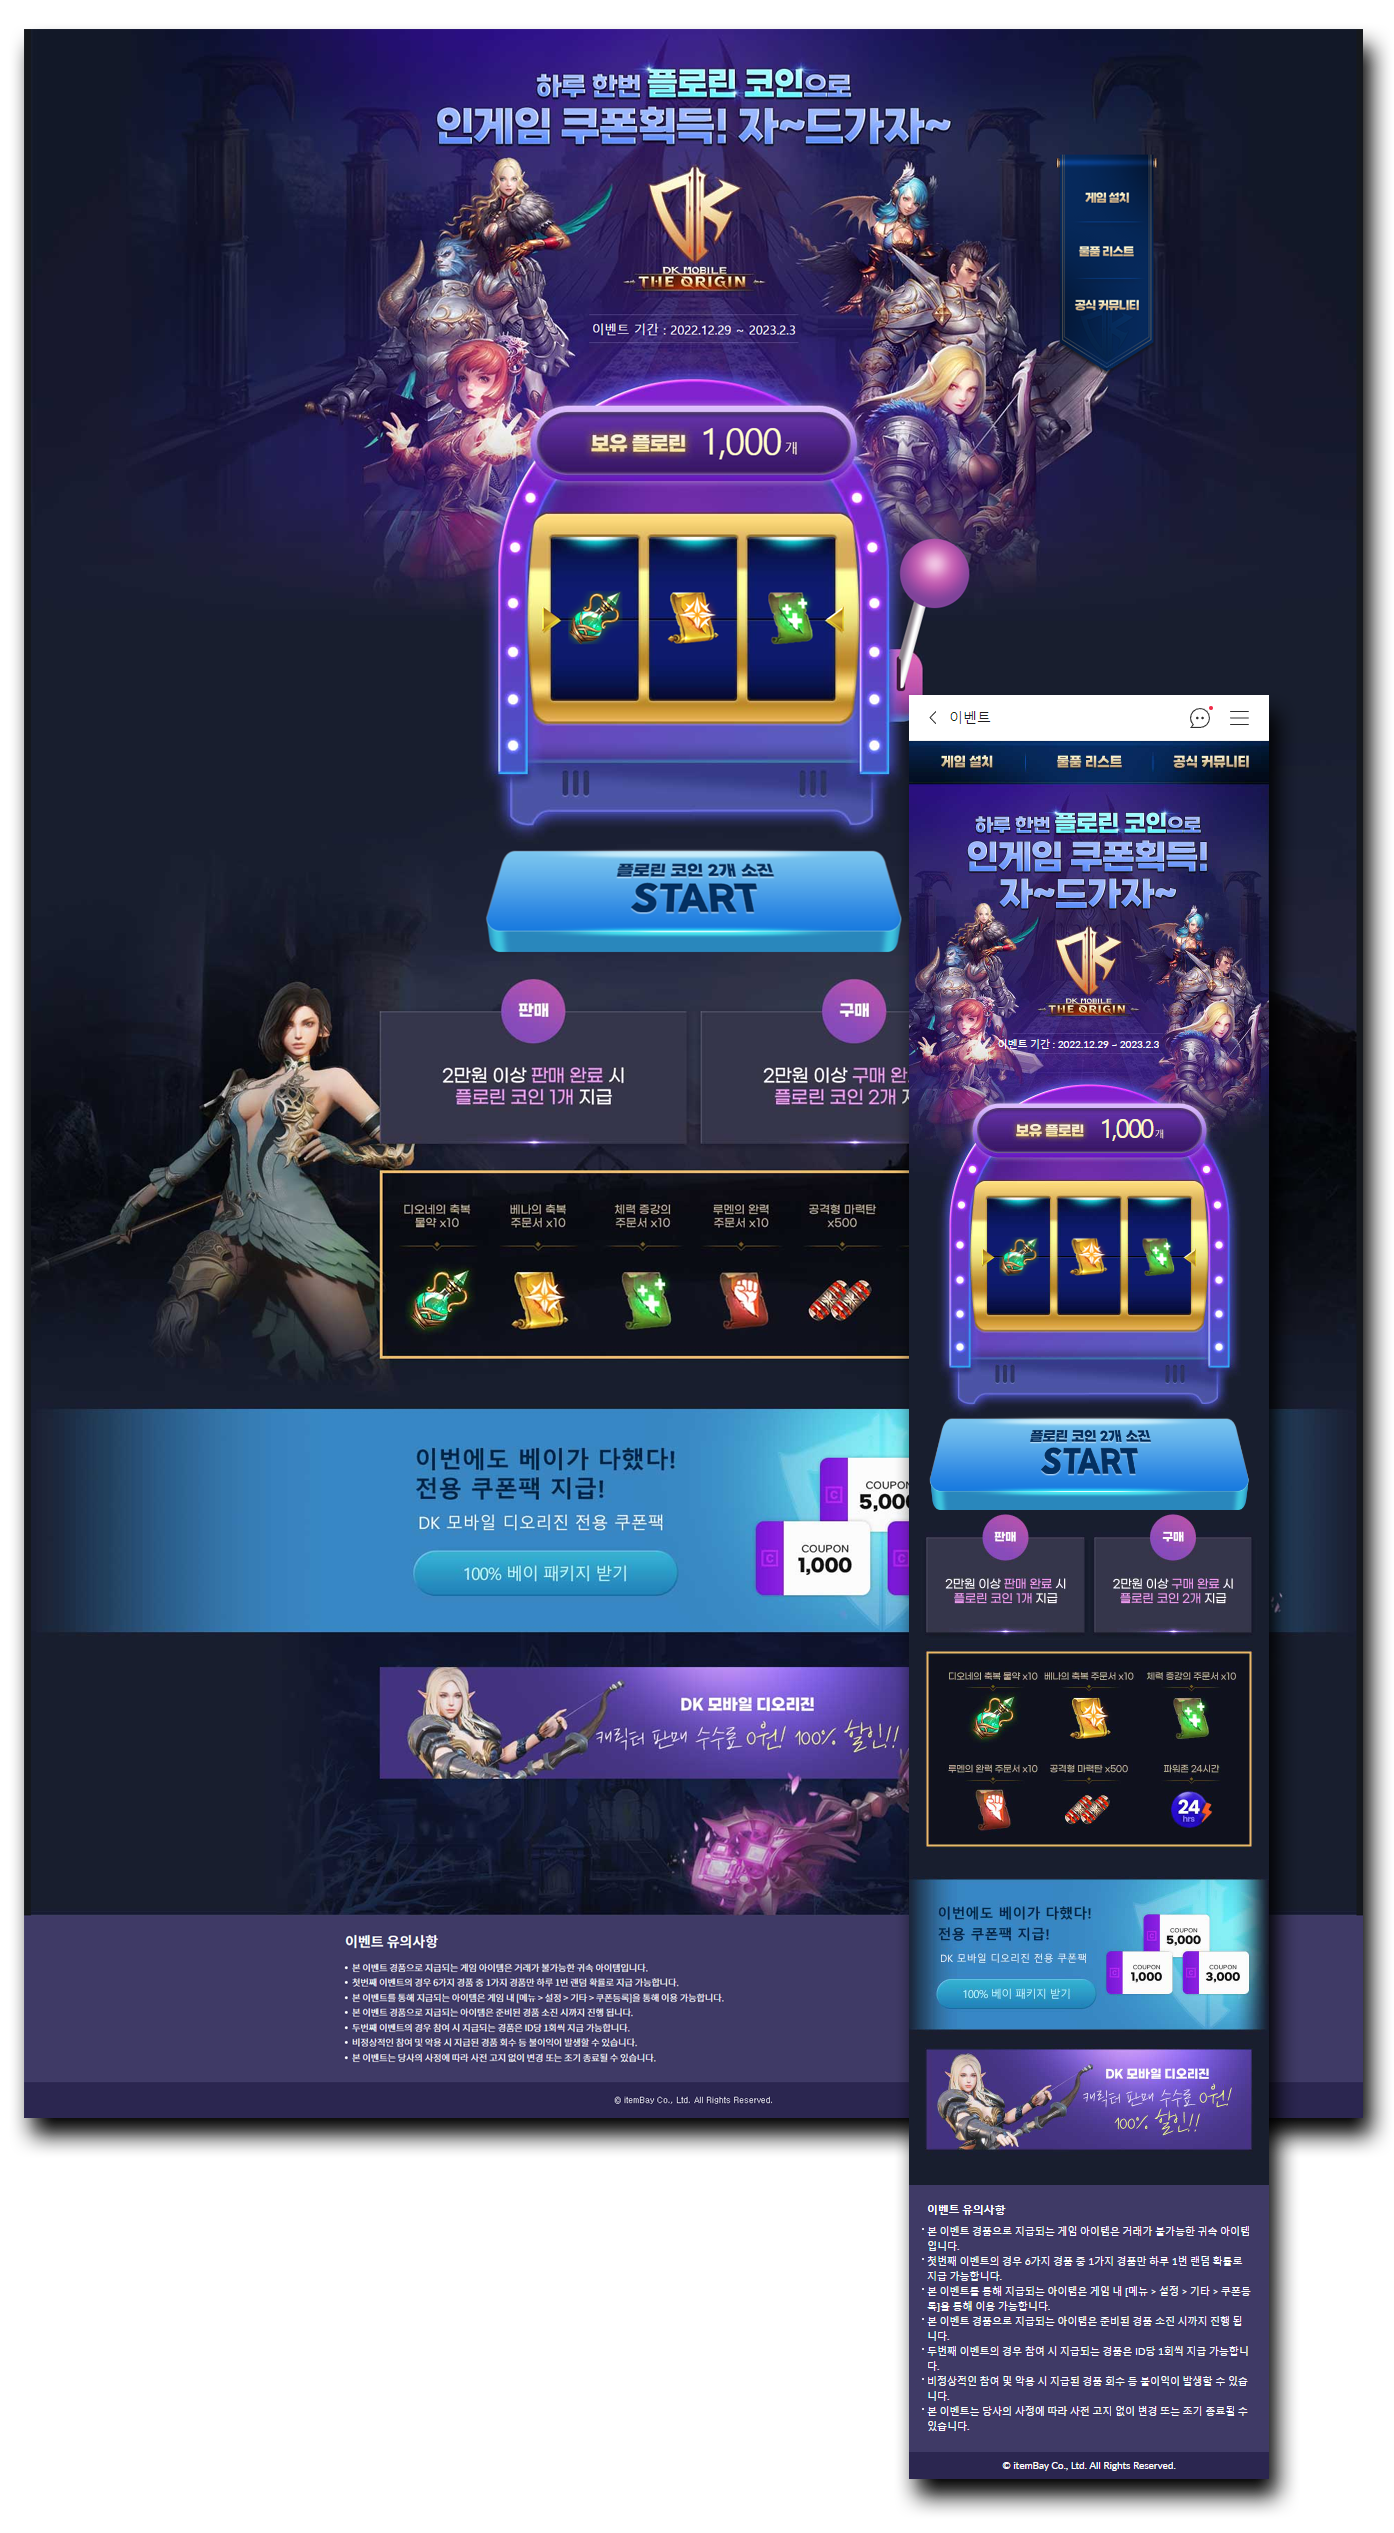 하루 한번 플로린 코인으로
인게임 쿠폰획득! 자~드가자~
DK
DK MOBILE
THE ORIGIN
이벤트 기간 : 2022.12.29 ~ 2023.2.3
게임 설치
물품 리스트
공식 커뮤니티
보유 플로린 1,000 개
플로린 코인 2개 소진
START
판매
2만원 이상 판매 완료 시
플로린 코인 1개 지급
구매
2만원 이상 구매 완
플로린 코인 2개
디오네의 축복
물약 x10
베나의 축복
주문서 x10
체력 증강의
주문서 x10
루멘의 완력
주문서 x10
공격형 마력탄
x500
이번에도 베이가 다했다!
전용 쿠폰팩 지급!
DK 모바일 디오리진 전용 쿠폰팩
100% 베이 패키지 받기
COUPON
5,000
COUPON
1,000
DK 모바일 디오리진
캐릭터 판매 수수료 0원! 100% 할인!!
이벤트 유의사항
• 본 이벤트 경품으로 지급되는 게임 아이템은 거래가 불가능한 귀속 아이템입니다.
• 첫번째 이벤트의 경우 6가지 경품 중 1가지 경품만 하루 1번 랜덤 확률로 지급 가능합니다.
• 본 이벤트를 통해 지급되는 아이템은 게임 내 [메뉴 > 설정 > 기타 > 쿠폰등록]을 통해 이용 가능합니다.
• 본 이벤트 경품으로 지급되는 아이템은 준비된 경품 소진 시까지 진행 됩니다.
• 두번째 이벤트의 경우 참여 시 지급되는 경품은 ID당 1회씩 지급 가능합니다.
• 비정상적인 참여 및 악용 시 지급된 경품 회수 등 불이익이 발생할 수 있습니다.
• 본 이벤트는 당사의 사정에 따라 사전 고지 없이 변경 또는 조기 종료될 수 있습니다.
© itemBay Co., Ltd. All Rights Reserved.
이벤트
게임 설치
물품 리스트
공식 커뮤니티
하루 한번 플로린 코인으로
인게임 쿠폰획득!
자~드가자~
DK
DK MOBILE
THE ORIGIN
이벤트 기간 : 2022.12.29 ~ 2023.2.3
보유 플로린 1,000 개
플로린 코인 2개 소진
START
판매
2만원 이상 판매 완료 시
플로린 코인 1개 지급
구매
2만원 이상 구매 완료 시
플로린 코인 2개 지급
디오네의 축복 물약 x10
베나의 축복 주문서 x10
체력 증강의 주문서 x10
루멘의 완력 주문서 x10
공격형 마력탄 x500
파워존 24시간
24
hrs
이번에도 베이가 다했다!
전용 쿠폰팩 지급!
DK 모바일 디오리진 전용 쿠폰팩
100% 베이 패키지 받기
COUPON
5,000
COUPON
1,000
COUPON
3,000
DK 모바일 디오리진
캐릭터 판매 수수료 0원!
100% 할인!!
이벤트 유의사항
• 본 이벤트 경품으로 지급되는 게임 아이템은 거래가 불가능한 귀속 아이템
입니다.
• 첫번째 이벤트의 경우 6가지 경품 중 1가지 경품만 하루 1번 랜덤 확률로
지급 가능합니다.
• 본 이벤트를 통해 지급되는 아이템은 게임 내 [메뉴 > 설정 > 기타 > 쿠폰등
록]을 통해 이용 가능합니다.
• 본 이벤트 경품으로 지급되는 아이템은 준비된 경품 소진 시까지 진행 됩
니다.
• 두번째 이벤트의 경우 참여 시 지급되는 경품은 ID당 1회씩 지급 가능합니
다.
• 비정상적인 참여 및 악용 시 지급된 경품 회수 등 불이익이 발생할 수 있습
니다.
• 본 이벤트는 당사의 사정에 따라 사전 고지 없이 변경 또는 조기 종료될 수
있습니다.
© itemBay Co., Ltd. All Rights Reserved.